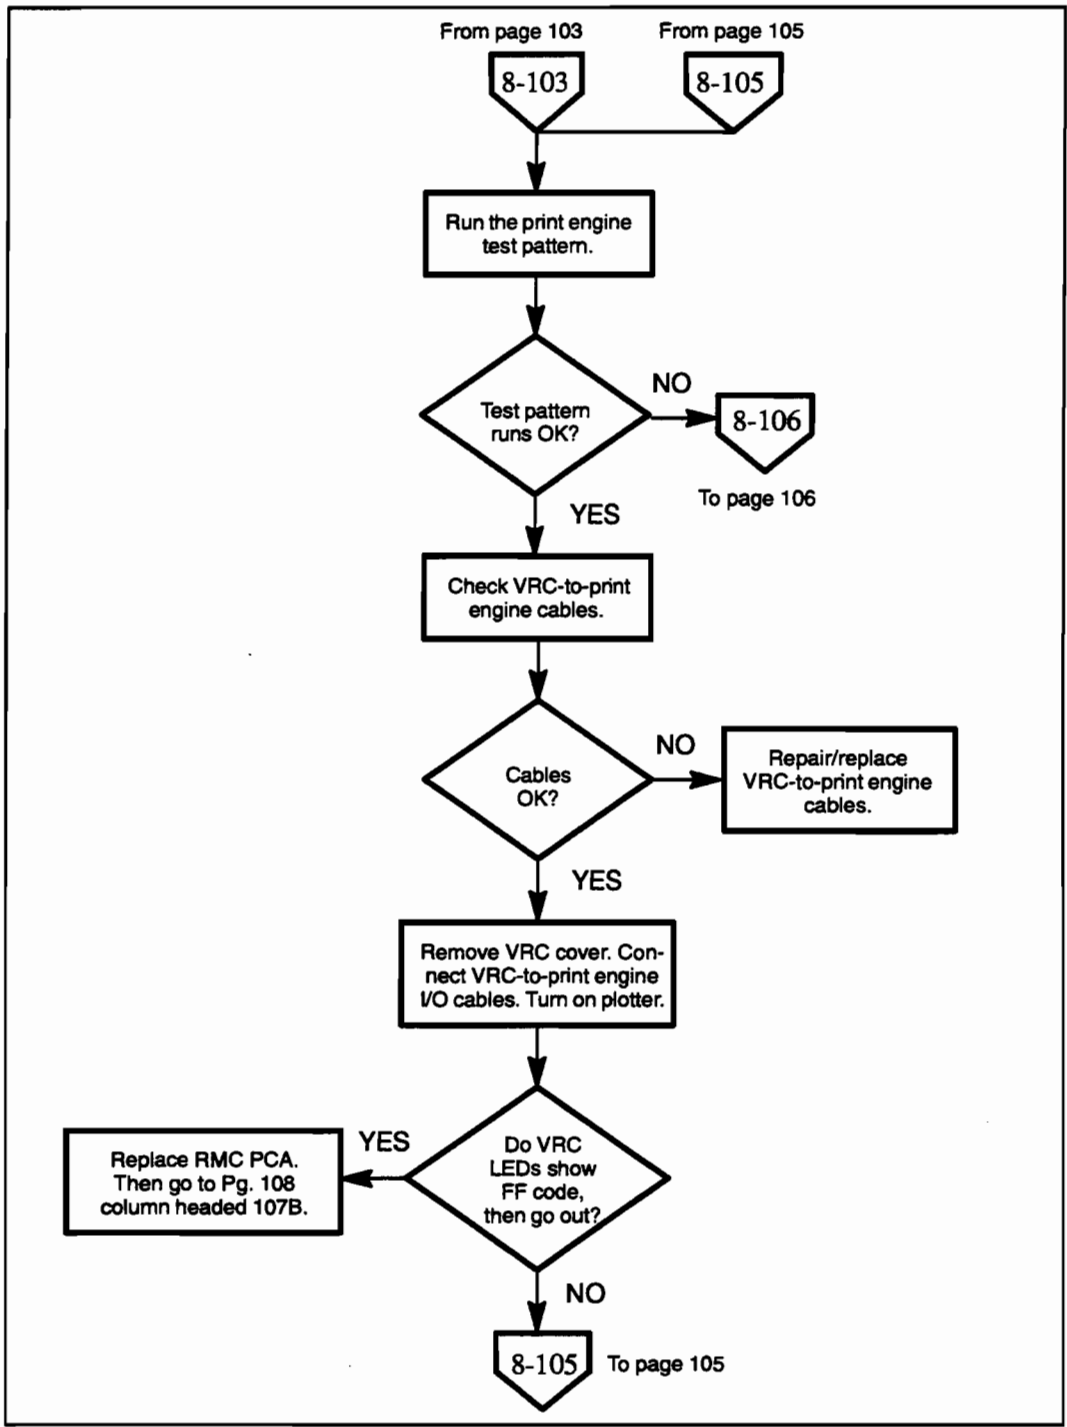 From page 103
From page 105
8-103
8-105
Run the print engine
test pattern.
Test pattern
runs OK?
NO
8-106
To page 106
YES
Check VRC-to-print
engine cables.
Cables
OK?
NO
Repair/replace
VRC-to-print engine
cables.
YES
Remove VRC cover. Con-
nect VRC-to-print engine
I/O cables. Turn on plotter.
Do VRC
LEDs show
FF code,
then go out?
YES
Replace RMC PCA.
Then go to Pg. 108
column headed 107B.
NO
8-105
To page 105